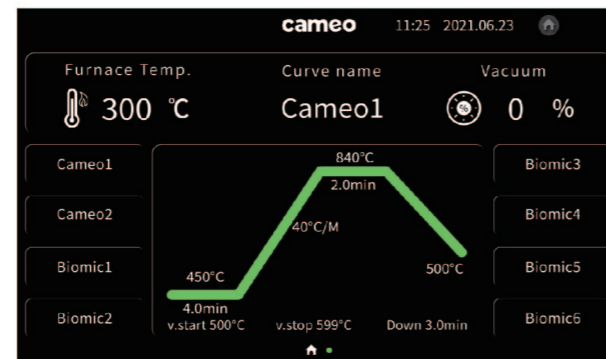 cameo 11:25 2021.06.23
Furnace Temp. Curve name Vacuum
300 ℃ Cameo1 % 0 %
Cameo1 840°C Biomic3
2.0min
Cameo2 40°C/M Biomic4
Biomic1 450°C 500°C Biomic5
4.0min
Biomic2 v.start 500°C v.stop 599°C Down 3.0min Biomic6